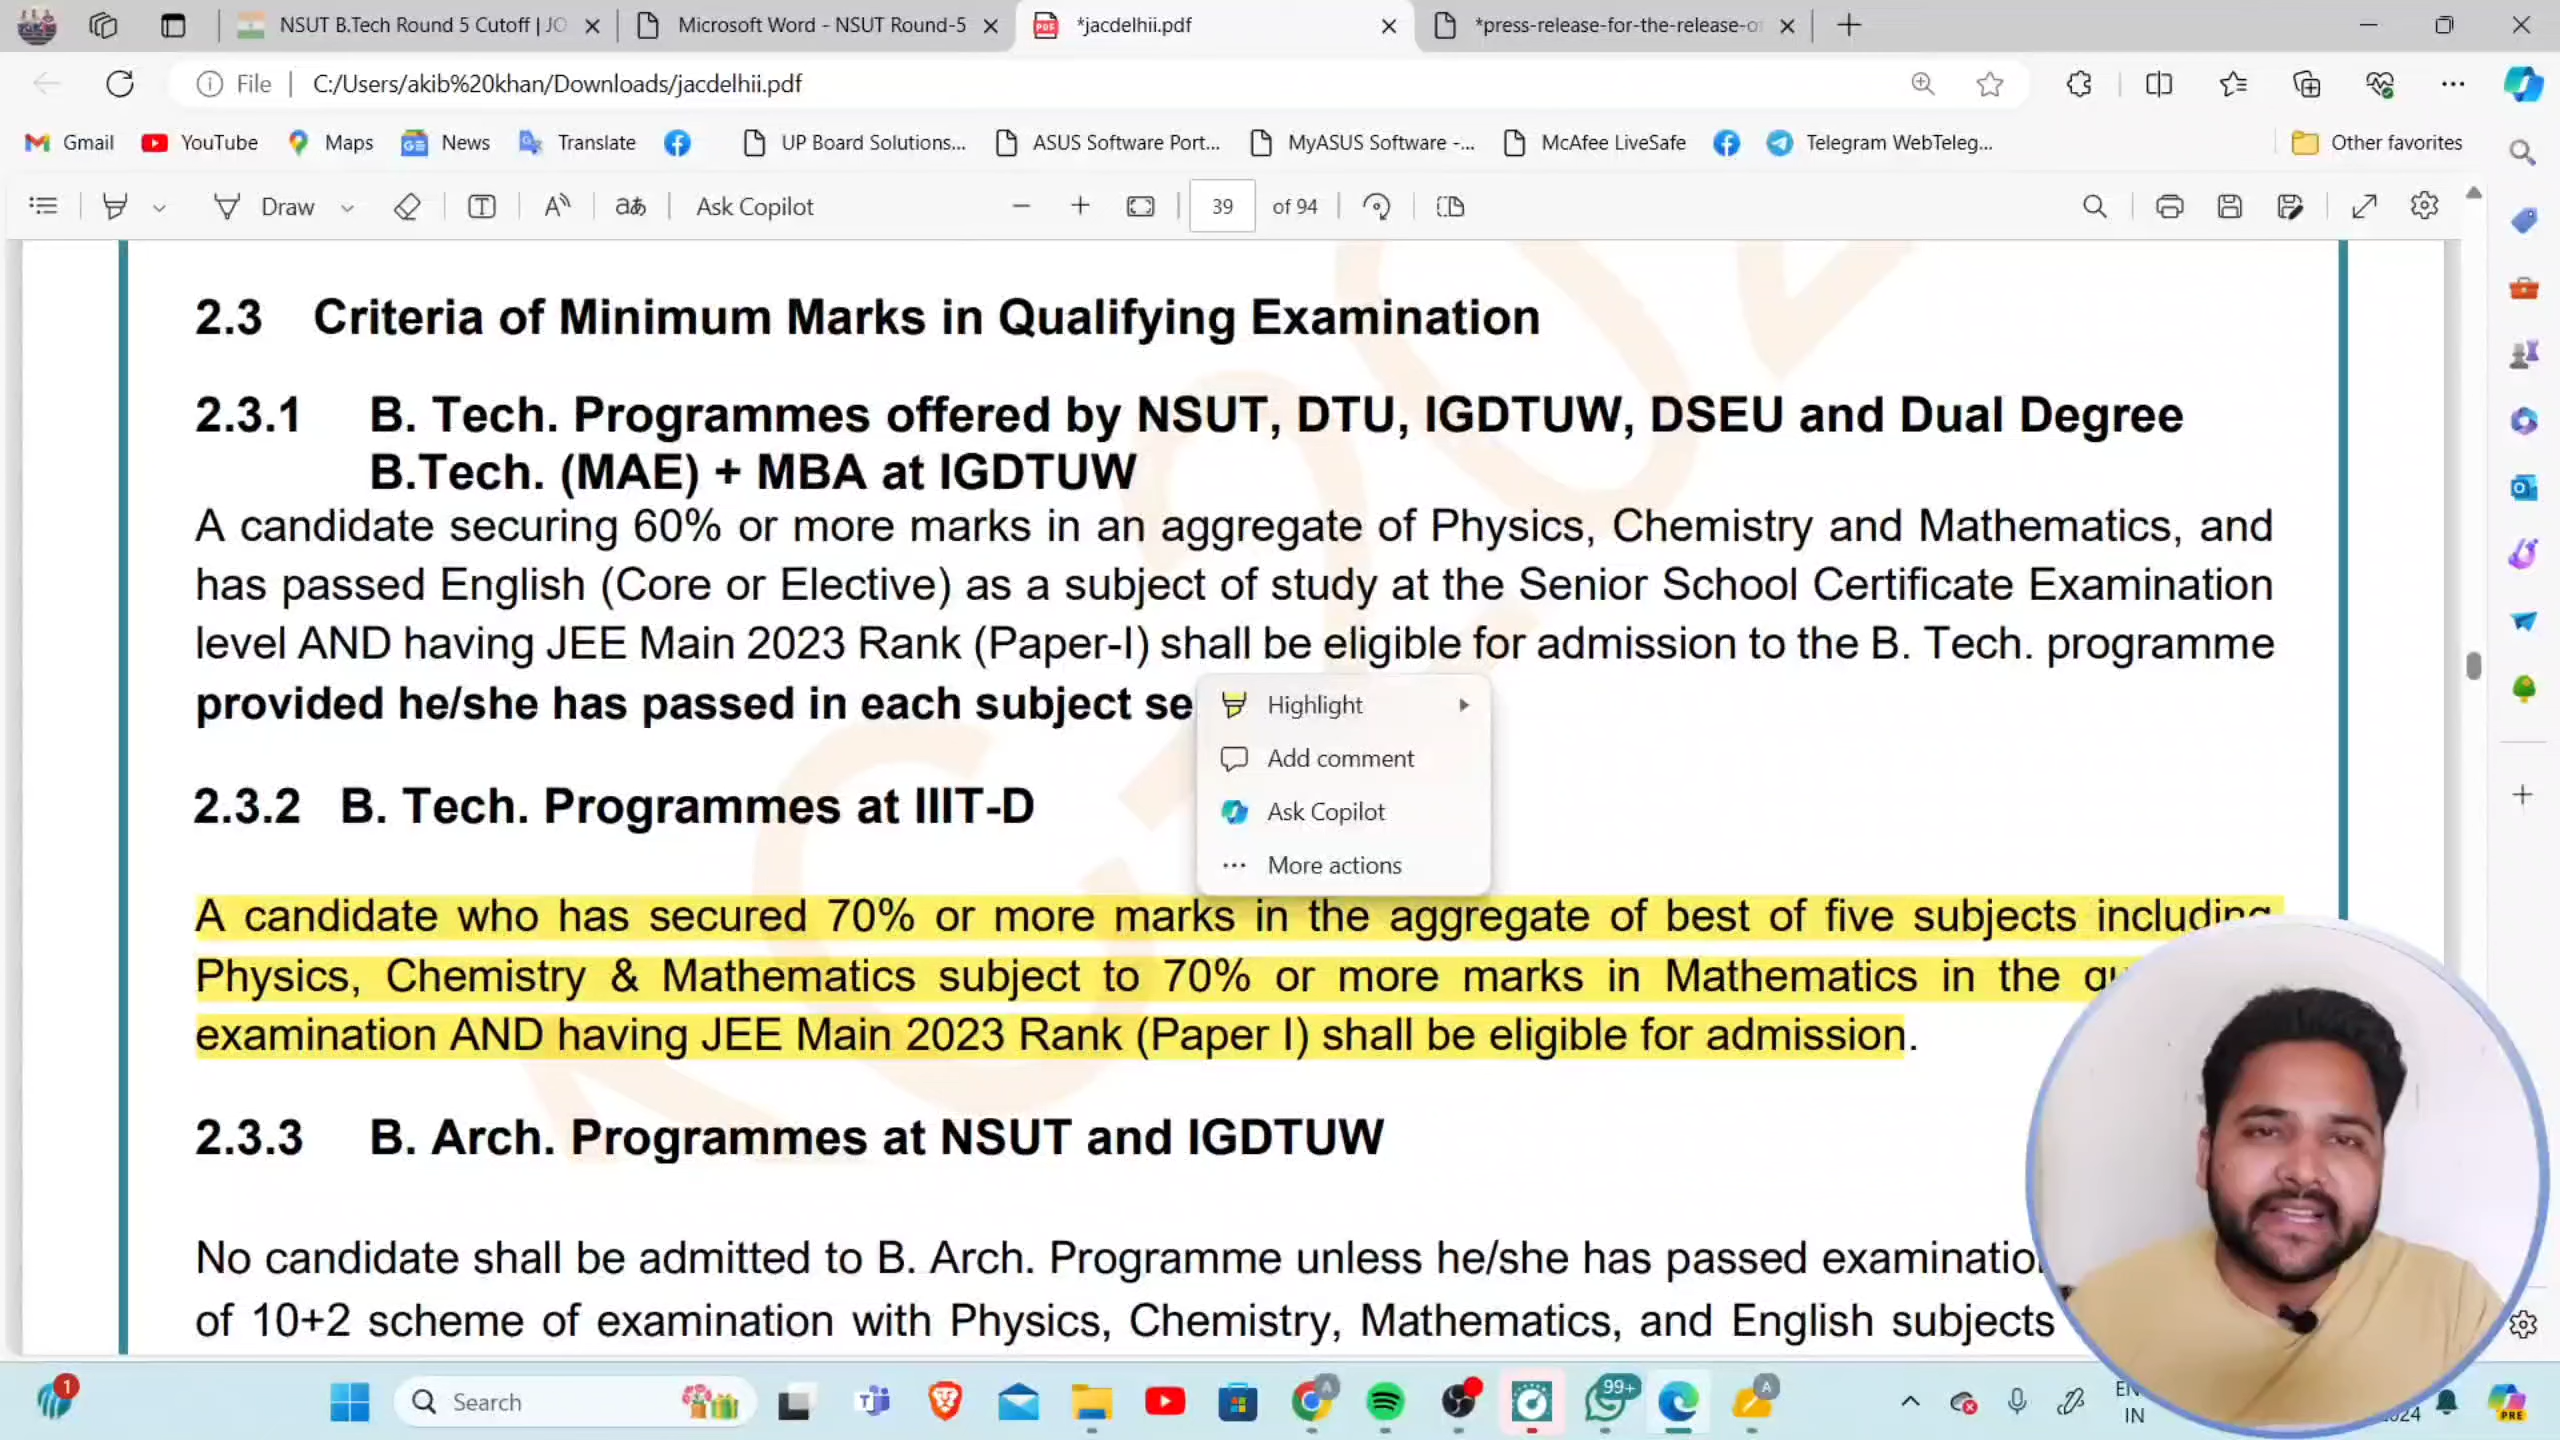 NSUT B.Tech Round 5 Cutoff | JO
Microsoft Word - NSUT Round-5
*jacdelhii.pdf
*press-release-for-the-release-o
File
C:/Users/akib%20khan/Downloads/jacdelhii.pdf
Gmail
YouTube
Maps
News
Translate
UP Board Solutions...
ASUS Software Port...
MyASUS Software -...
McAfee LiveSafe
Telegram WebTeleg...
Other favorites
Draw
Ask Copilot
39 of 94
2.3 Criteria of Minimum Marks in Qualifying Examination
2.3.1 B. Tech. Programmes offered by NSUT, DTU, IGDTUW, DSEU and Dual Degree
B.Tech. (MAE) + MBA at IGDTUW
A candidate securing 60% or more marks in an aggregate of Physics, Chemistry and Mathematics, and
has passed English (Core or Elective) as a subject of study at the Senior School Certificate Examination
level AND having JEE Main 2023 Rank (Paper-I) shall be eligible for admission to the B. Tech. programme
provided he/she has passed in each subject se
Highlight
Add comment
Ask Copilot
More actions
2.3.2 B. Tech. Programmes at IIIT-D
A candidate who has secured 70% or more marks in the aggregate of best of five subjects including
Physics, Chemistry & Mathematics subject to 70% or more marks in Mathematics in the
examination AND having JEE Main 2023 Rank (Paper I) shall be eligible for admission.
2.3.3 B. Arch. Programmes at NSUT and IGDTUW
No candidate shall be admitted to B. Arch. Programme unless he/she has passed examination
of 10+2 scheme of examination with Physics, Chemistry, Mathematics, and English subjects
1
Search
A
99+
A
IN
PRE